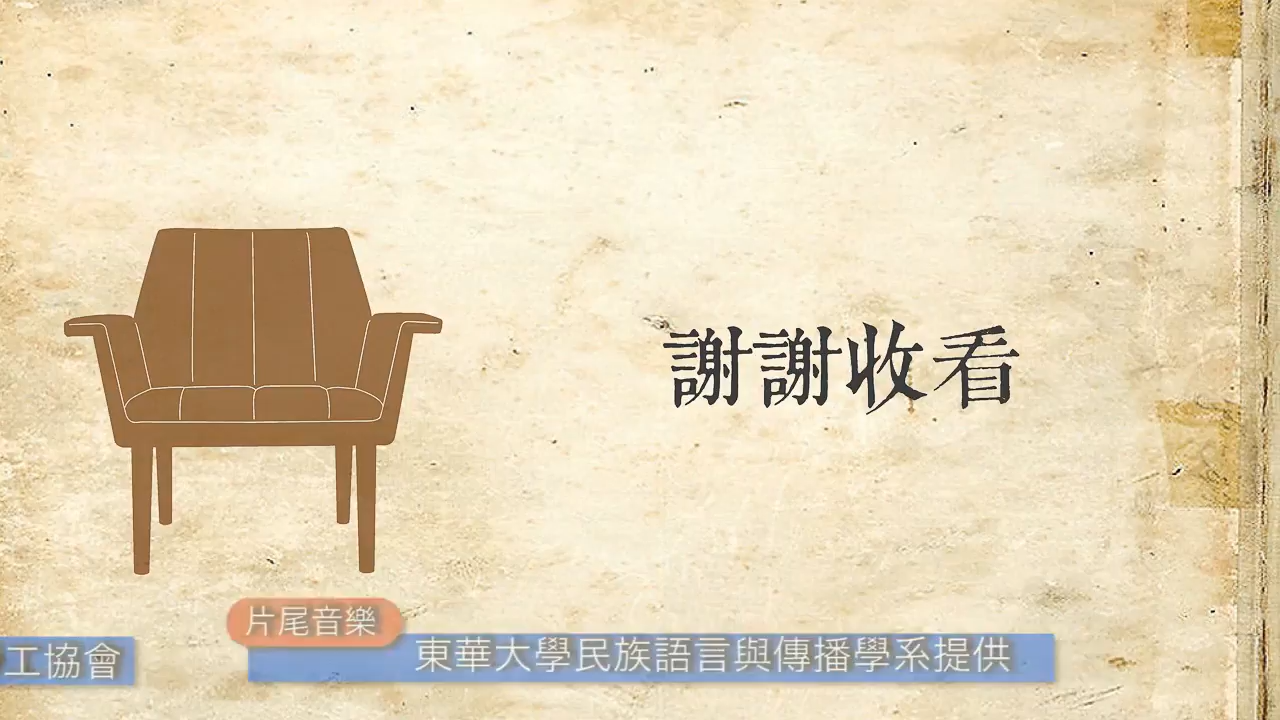 謝謝收看
片尾音樂
工協會
東華大學民族語言與傳播學系提供